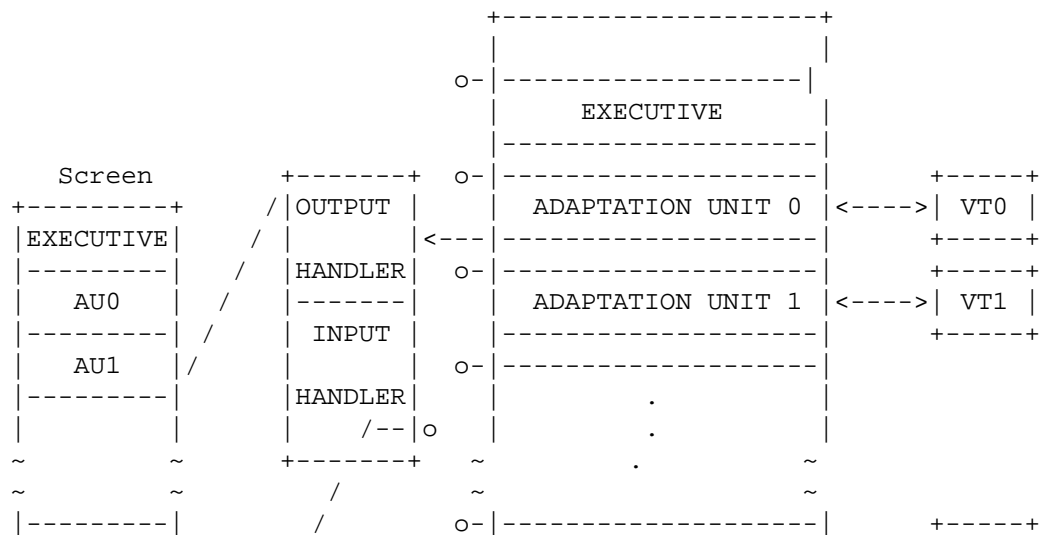 EXECUTIVE
Screen
OUTPUT ADAPTATION UNIT 0 <----> VT0
EXECUTIVE <---
HANDLER
AU0 ADAPTATION UNIT 1 <----> VT1
INPUT
AU1
HANDLER